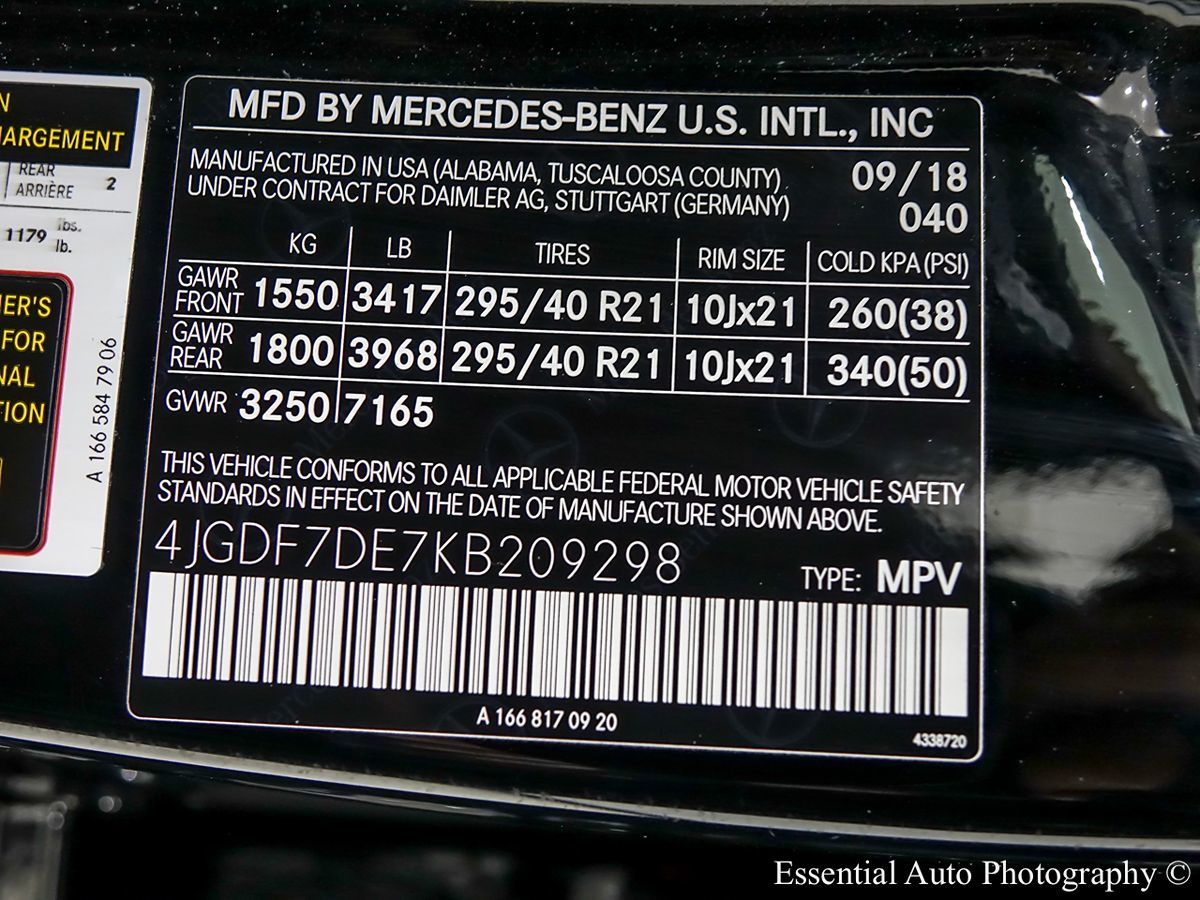 N
HARGEMENT
REAR
ARRIÈRE 2
1179 lbs.
lb.
ER'S
FOR
NAL
TION
A 166 584 79 06
MFD BY MERCEDES-BENZ U.S. INTL., INC
MANUFACTURED IN USA (ALABAMA, TUSCALOOSA COUNTY) 09/18
UNDER CONTRACT FOR DAIMLER AG, STUTTGART (GERMANY) 040
KG LB TIRES RIM SIZE COLD KPA (PSI)
GAWR FRONT 1550 3417 295/40 R21 10Jx21 260(38)
GAWR REAR 1800 3968 295/40 R21 10Jx21 340(50)
GVWR 3250 7165
THIS VEHICLE CONFORMS TO ALL APPLICABLE FEDERAL MOTOR VEHICLE SAFETY
STANDARDS IN EFFECT ON THE DATE OF MANUFACTURE SHOWN ABOVE.
4JGDF7DE7KB209298
TYPE: MPV
A 166 817 09 20
4338720
Essential Auto Photography ©